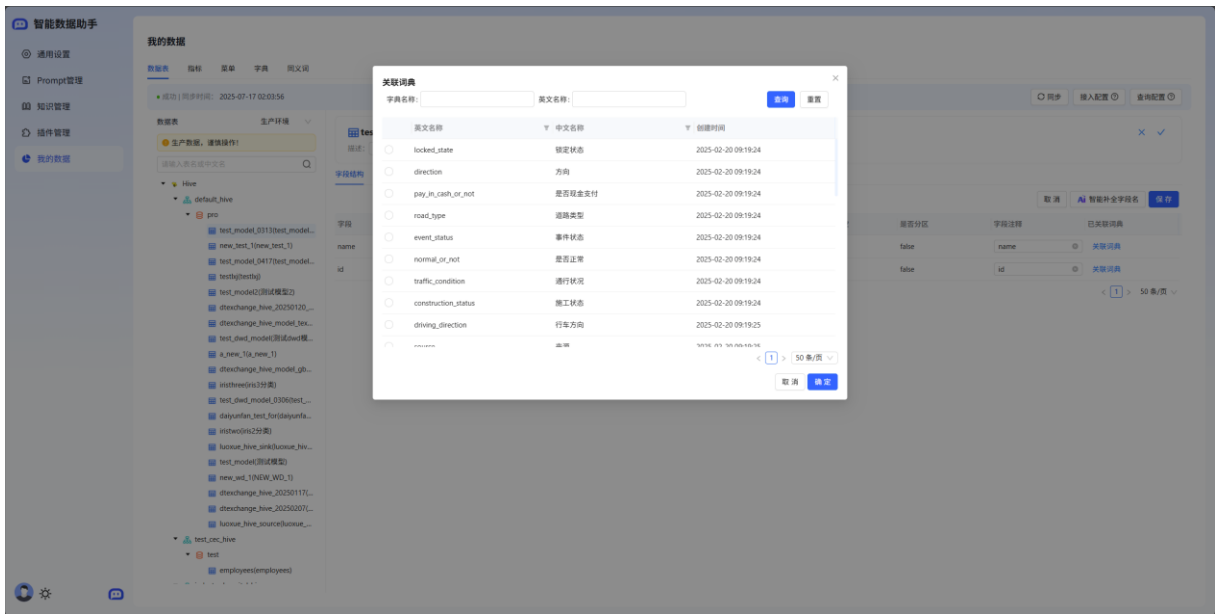 智能数据助手
通用设置
Prompt管理
知识管理
插件管理
我的数据
我的数据
数据表 指标 菜单 字典 同义词
成功 | 同步时间: 2025-07-17 02:03:56
同步 接入配置 查询配置
数据表 生产环境
生产数据，谨慎操作!
请输入表名或中文名
Hive
default_hive
pro
test_model_0313(test_model...
new_test_1(new_test_1)
test_model_0417(test_model...
testlxj(testlxj)
test_model2(测试模型2)
dtexchange_hive_20250120_...
dtexchange_hive_model_tex...
test_dwd_model(测试dwd模...
a_new_1(a_new_1)
dtexchange_hive_model_gb...
iristhree(iris3分类)
test_dwd_model_0306(test_...
daiyunfan_test_for(daiyunfa...
iristwo(iris2分类)
luoxue_hive_sink(luoxue_hiv...
test_model(测试模型)
new_wd_1(NEW_WD_1)
dtexchange_hive_20250117(...
dtexchange_hive_20250207(...
luoxue_hive_source(luoxue_...
test_cec_hive
test
employees(employees)
tes
描述:
字段结构
取消 Ai 智能补全字段名 保存
字段 是否分区 字段注释 已关联词典
name false name 关联词典
id false id 关联词典
< 1 > 50 条/页
关联词典
字典名称: 英文名称: 查询 重置
英文名称 中文名称 创建时间
locked_state 锁定状态 2025-02-20 09:19:24
direction 方向 2025-02-20 09:19:24
pay_in_cash_or_not 是否现金支付 2025-02-20 09:19:24
road_type 道路类型 2025-02-20 09:19:24
event_status 事件状态 2025-02-20 09:19:24
normal_or_not 是否正常 2025-02-20 09:19:24
traffic_condition 通行状况 2025-02-20 09:19:24
construction_status 施工状态 2025-02-20 09:19:24
driving_direction 行车方向 2025-02-20 09:19:25
source 来源 2025-02-20 09:19:25
< 1 > 50 条/页
取消 确定